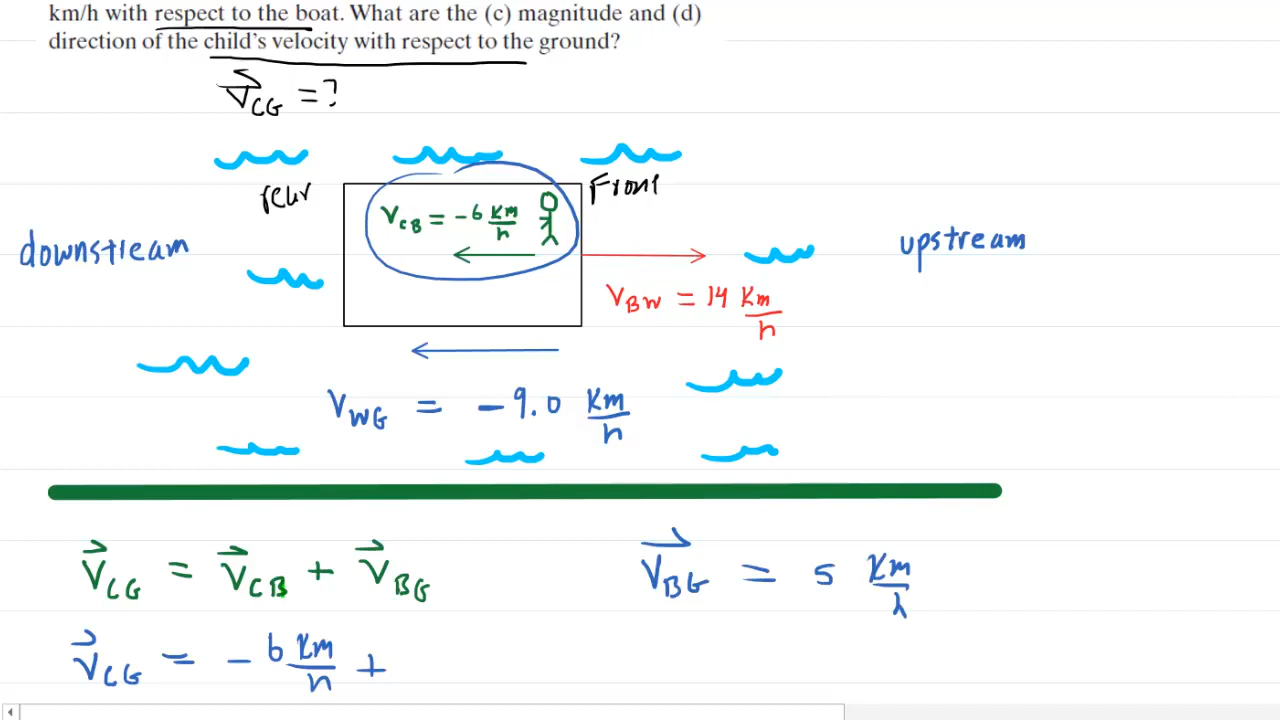 km/h with respect to the boat. What are the (c) magnitude and (d)
direction of the child's velocity with respect to the ground?
V⃗CG = ?
rear
Front
VCB = -6 Km/h
downstream
upstream
VBW = 14 Km/h
VWG = -9.0 Km/h
V⃗CG = V⃗CB + V⃗BG
V⃗BG = 5 Km/h
V⃗CG = -6 Km/h +